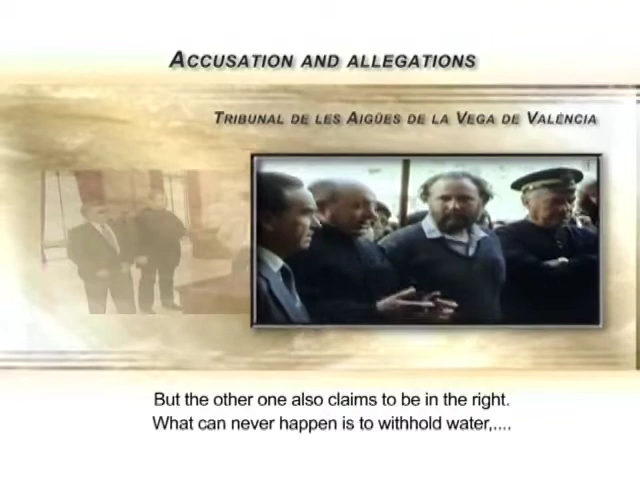 ACCUSATION AND ALLEGATIONS
TRIBUNAL DE LES AIGÜES DE LA VEGA DE VALÈNCIA
But the other one also claims to be in the right.
What can never happen is to withhold water,....